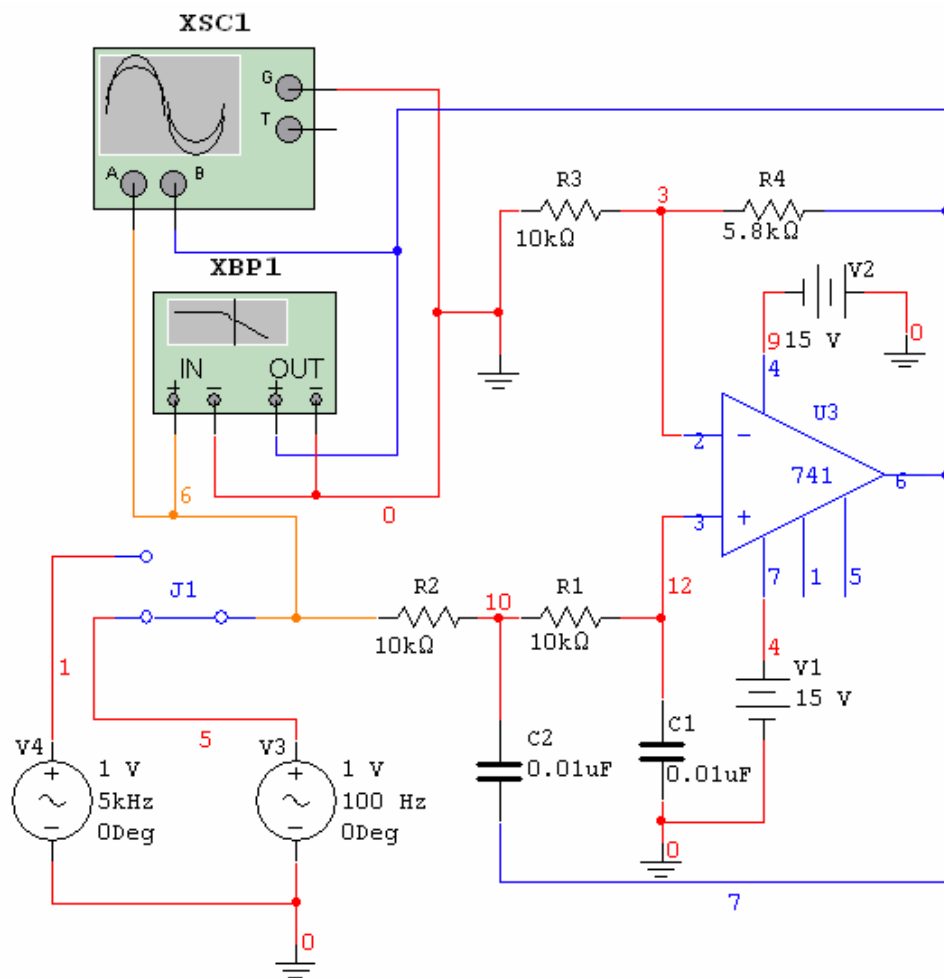 XSC1
G
T
A
B
XBP1
IN
OUT
+
−
+
−
R3
10kΩ
3
R4
5.8kΩ
V2
15 V
0
9
4
U3
2
−
741
6
3
+
7
1
5
6
0
J1
R2
10kΩ
10
R1
10kΩ
12
4
V1
15 V
1
5
V4
+
−
1 V
5kHz
0Deg
V3
+
−
1 V
100 Hz
0Deg
C2
0.01uF
C1
0.01uF
0
7
0